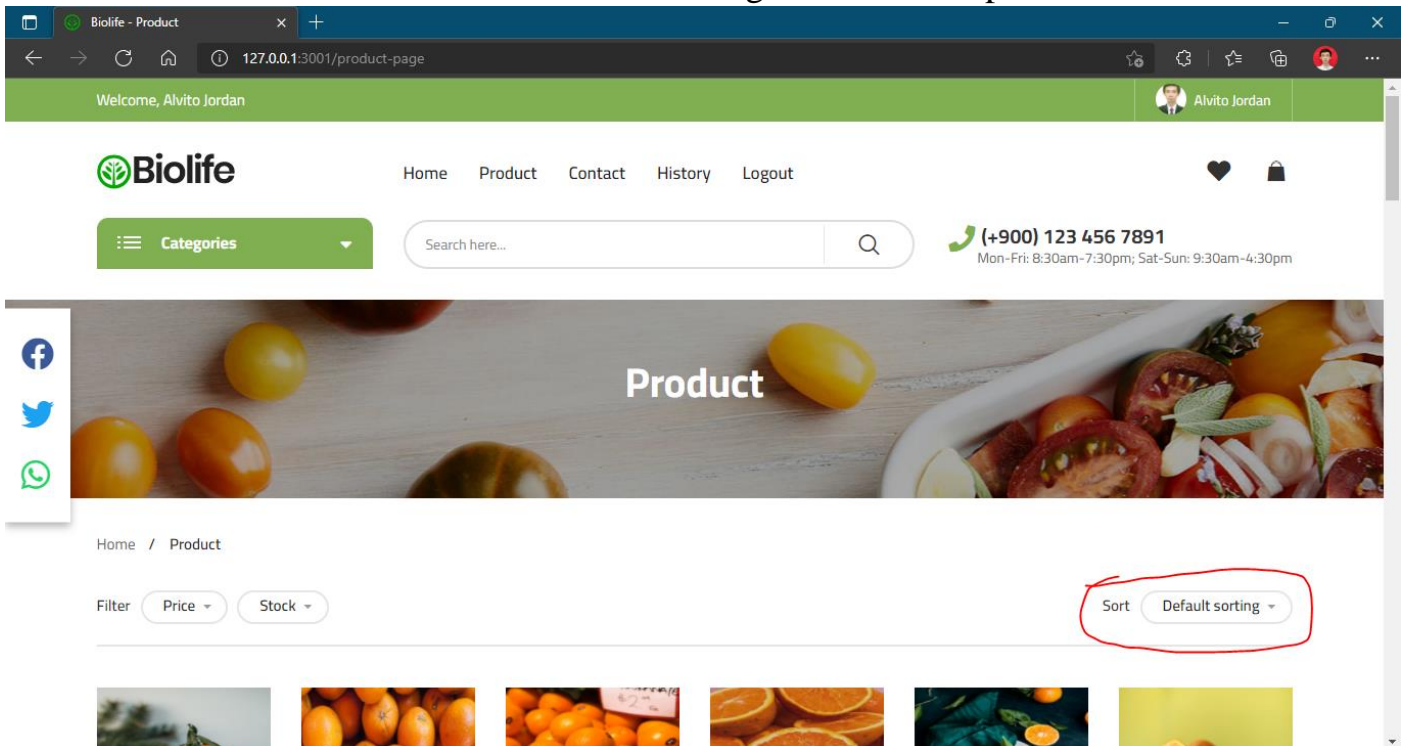 Biolife - Product
127.0.0.1:3001/product-page
Welcome, Alvito Jordan
Alvito Jordan
Biolife
Home Product Contact History Logout
Categories
Search here...
(+900) 123 456 7891
Mon-Fri: 8:30am-7:30pm; Sat-Sun: 9:30am-4:30pm
Product
Home / Product
Filter Price Stock
Sort Default sorting